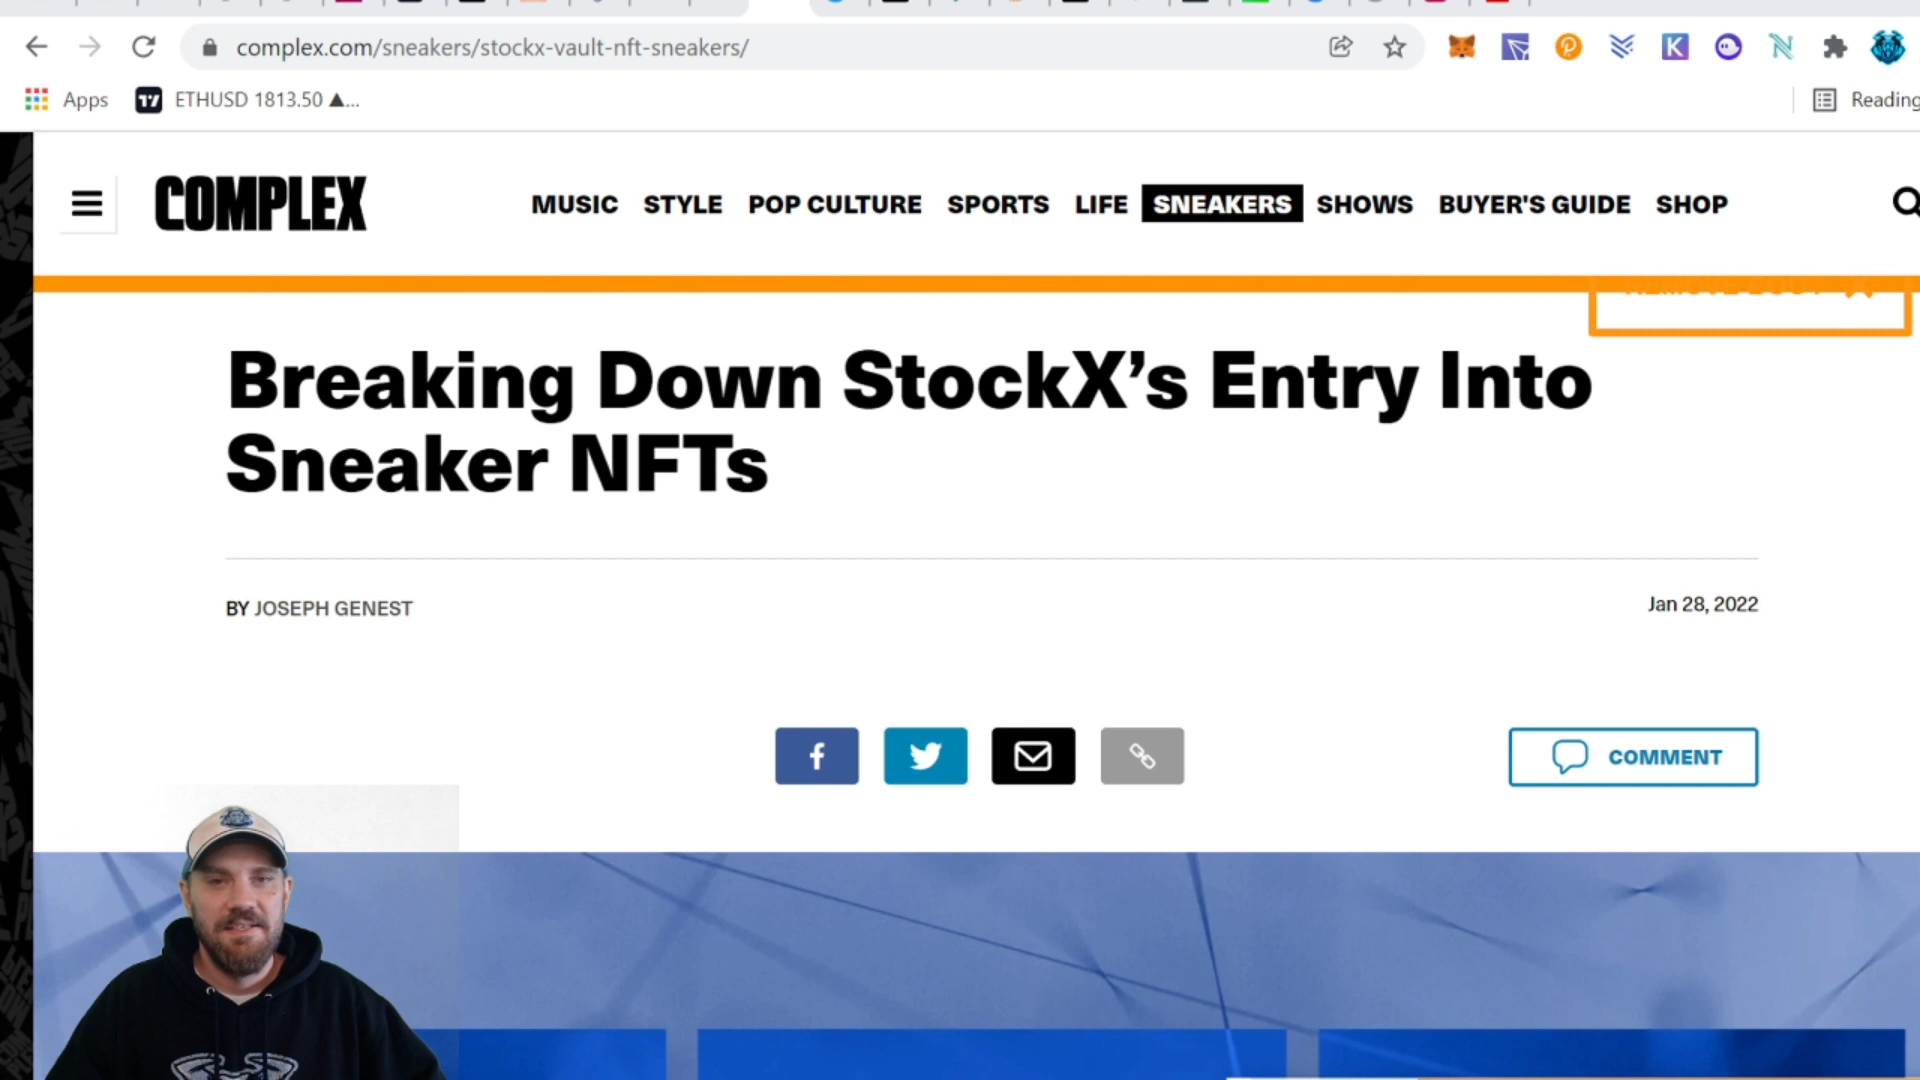 complex.com/sneakers/stockx-vault-nft-sneakers/
Apps
ETHUSD 1813.50 ▲...
Reading
COMPLEX
MUSIC STYLE POP CULTURE SPORTS LIFE SNEAKERS SHOWS BUYER'S GUIDE SHOP
Breaking Down StockX’s Entry Into
Sneaker NFTs
BY JOSEPH GENEST
Jan 28, 2022
COMMENT